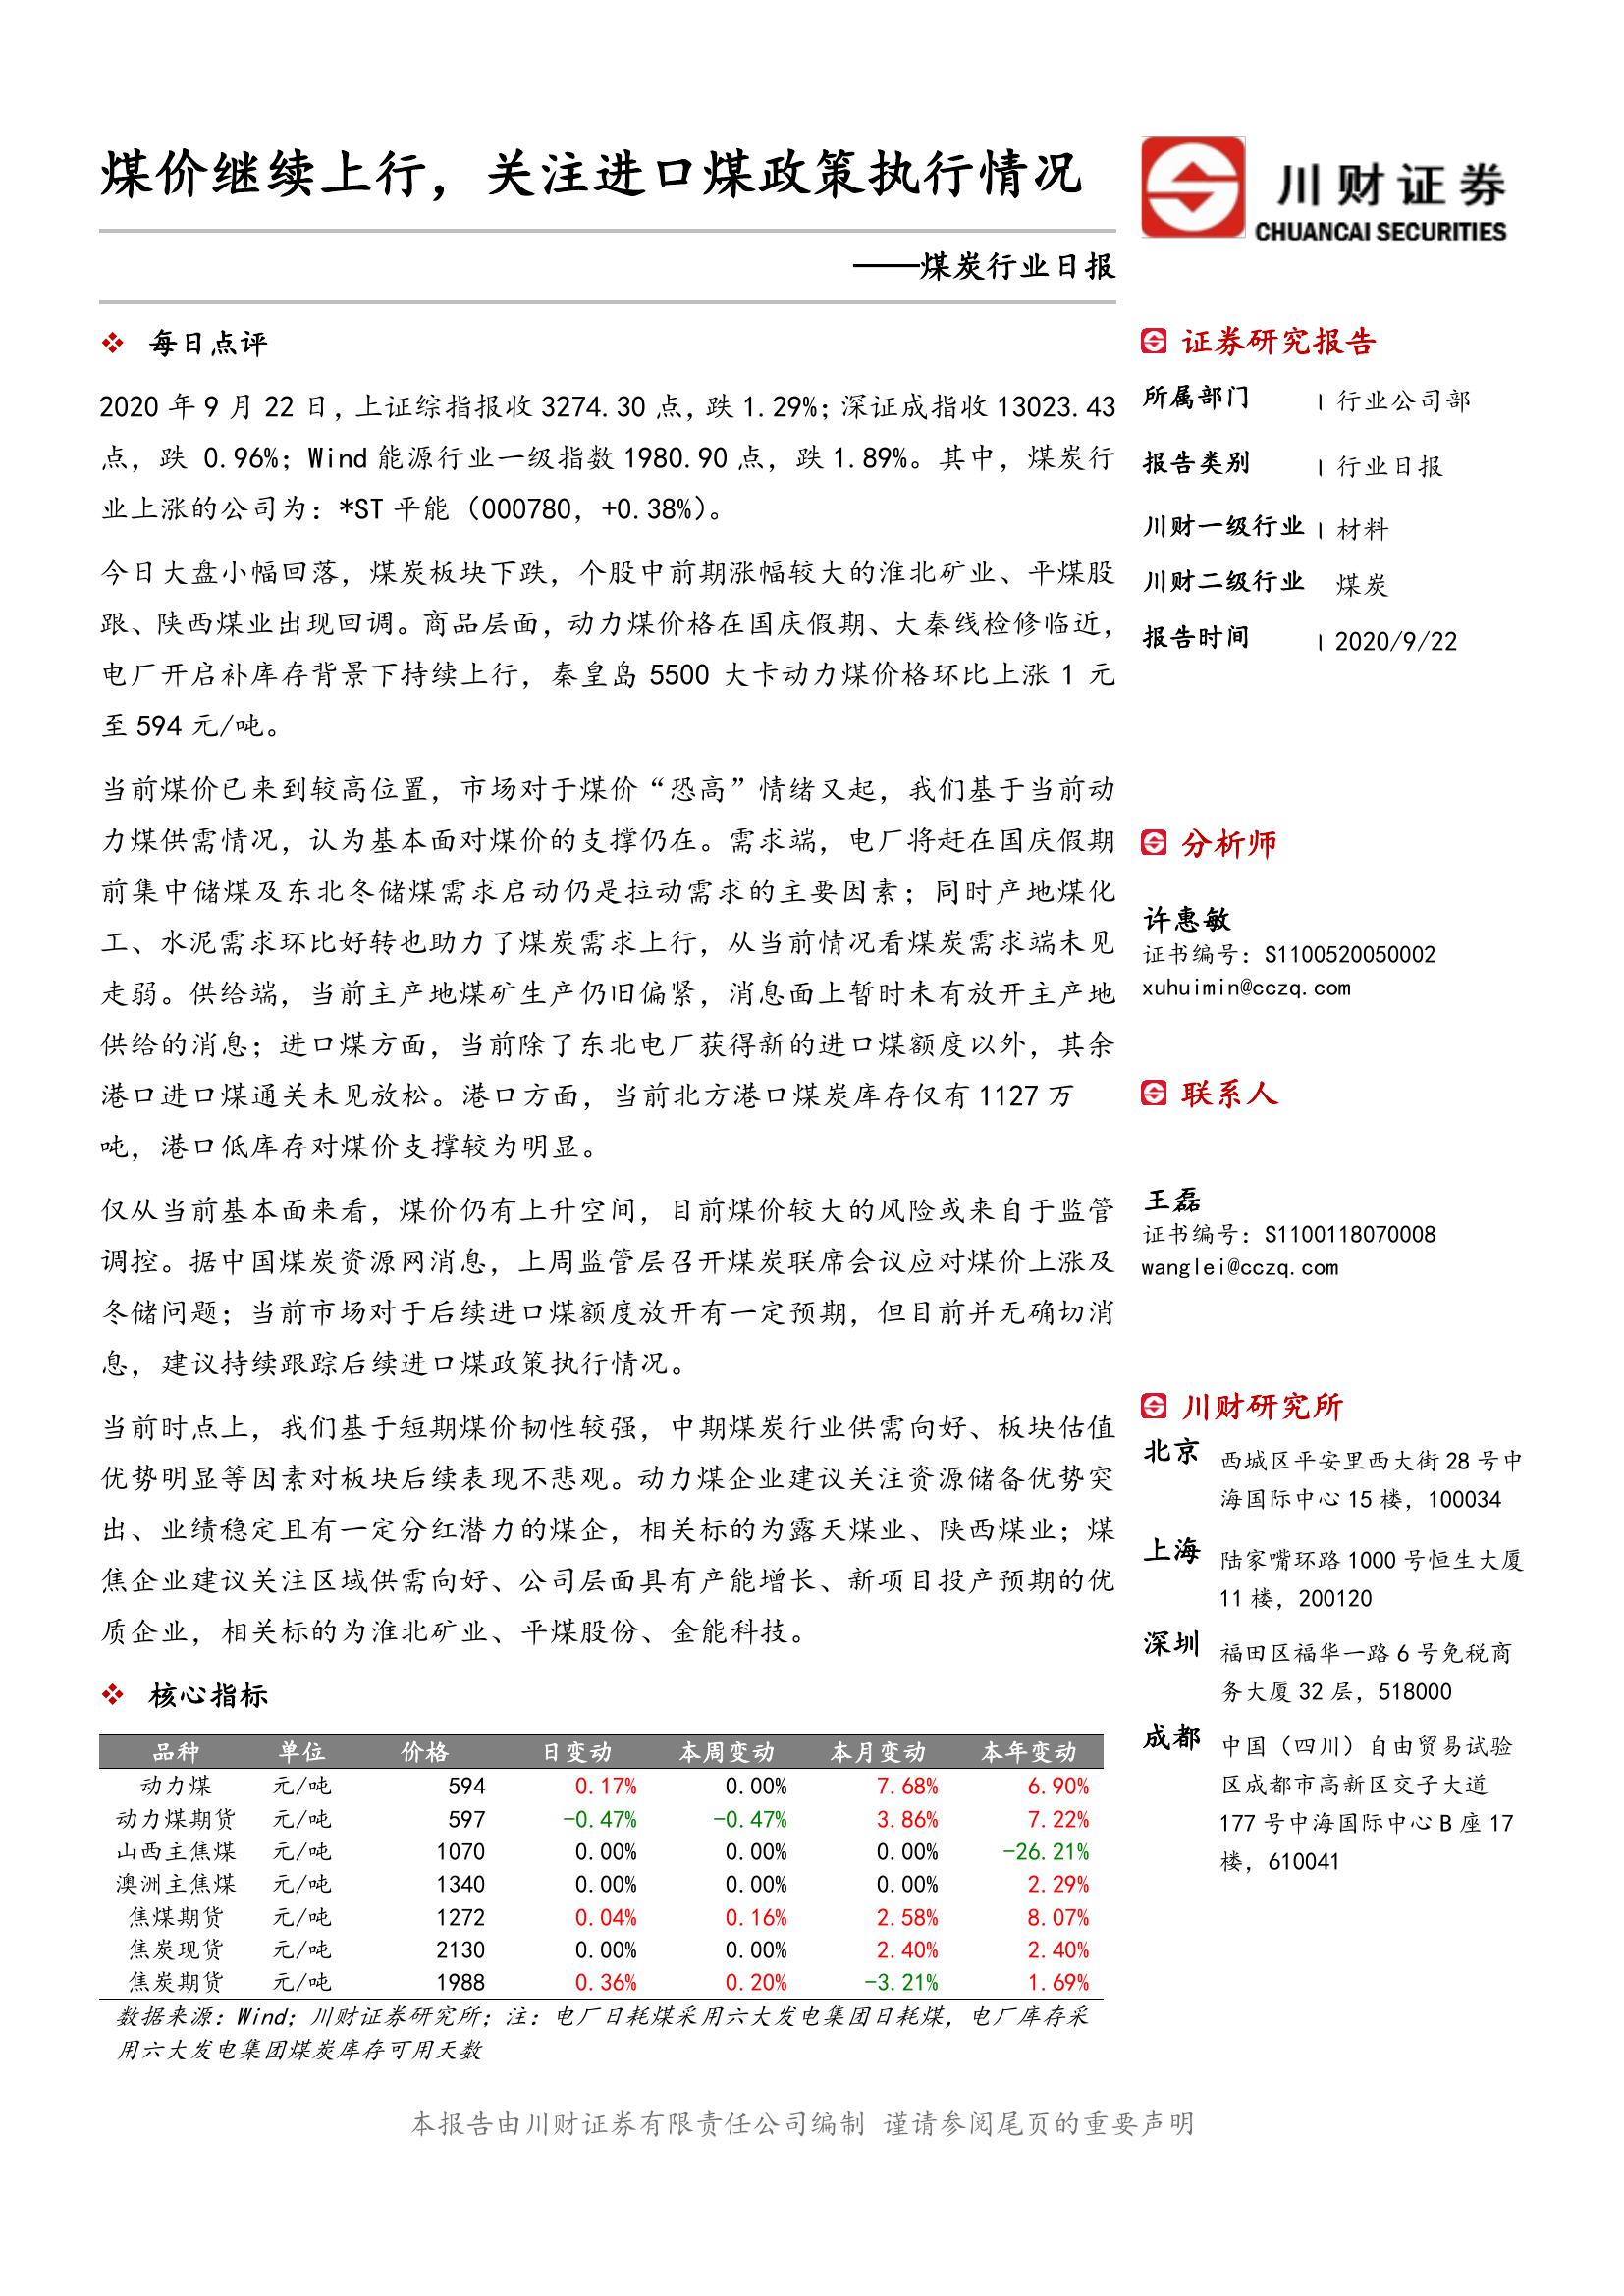 煤价继续上行，关注进口煤政策执行情况
——煤炭行业日报
川财证券
CHUANCAI SECURITIES
每日点评
2020 年 9 月 22 日，上证综指报收 3274.30 点，跌 1.29%；深证成指收 13023.43
点，跌 0.96%；Wind 能源行业一级指数 1980.90 点，跌 1.89%。其中，煤炭行
业上涨的公司为：*ST 平能（000780，+0.38%）。
今日大盘小幅回落，煤炭板块下跌，个股中前期涨幅较大的淮北矿业、平煤股
跟、陕西煤业出现回调。商品层面，动力煤价格在国庆假期、大秦线检修临近，
电厂开启补库存背景下持续上行，秦皇岛 5500 大卡动力煤价格环比上涨 1 元
至 594 元/吨。
当前煤价已来到较高位置，市场对于煤价“恐高”情绪又起，我们基于当前动
力煤供需情况，认为基本面对煤价的支撑仍在。需求端，电厂将赶在国庆假期
前集中储煤及东北冬储煤需求启动仍是拉动需求的主要因素；同时产地煤化
工、水泥需求环比好转也助力了煤炭需求上行，从当前情况看煤炭需求端未见
走弱。供给端，当前主产地煤矿生产仍旧偏紧，消息面上暂时未有放开主产地
供给的消息；进口煤方面，当前除了东北电厂获得新的进口煤额度以外，其余
港口进口煤通关未见放松。港口方面，当前北方港口煤炭库存仅有 1127 万
吨，港口低库存对煤价支撑较为明显。
仅从当前基本面来看，煤价仍有上升空间，目前煤价较大的风险或来自于监管
调控。据中国煤炭资源网消息，上周监管层召开煤炭联席会议应对煤价上涨及
冬储问题；当前市场对于后续进口煤额度放开有一定预期，但目前并无确切消
息，建议持续跟踪后续进口煤政策执行情况。
当前时点上，我们基于短期煤价韧性较强，中期煤炭行业供需向好、板块估值
优势明显等因素对板块后续表现不悲观。动力煤企业建议关注资源储备优势突
出、业绩稳定且有一定分红潜力的煤企，相关标的为露天煤业、陕西煤业；煤
焦企业建议关注区域供需向好、公司层面具有产能增长、新项目投产预期的优
质企业，相关标的为淮北矿业、平煤股份、金能科技。
核心指标
品种 单位 价格 日变动 本周变动 本月变动 本年变动
动力煤 元/吨 594 0.17% 0.00% 7.68% 6.90%
动力煤期货 元/吨 597 -0.47% -0.47% 3.86% 7.22%
山西主焦煤 元/吨 1070 0.00% 0.00% 0.00% -26.21%
澳洲主焦煤 元/吨 1340 0.00% 0.00% 0.00% 2.29%
焦煤期货 元/吨 1272 0.04% 0.16% 2.58% 8.07%
焦炭现货 元/吨 2130 0.00% 0.00% 2.40% 2.40%
焦炭期货 元/吨 1988 0.36% 0.20% -3.21% 1.69%
数据来源：Wind；川财证券研究所；注：电厂日耗煤采用六大发电集团日耗煤，电厂库存采
用六大发电集团煤炭库存可用天数
证券研究报告
所属部门 l 行业公司部
报告类别 l 行业日报
川财一级行业 l 材料
川财二级行业 煤炭
报告时间 l 2020/9/22
分析师
许惠敏
证书编号：S1100520050002
xuhuimin@cczq.com
联系人
王磊
证书编号：S1100118070008
wanglei@cczq.com
川财研究所
北京 西城区平安里西大街 28 号中
海国际中心 15 楼，100034
上海 陆家嘴环路 1000 号恒生大厦
11 楼，200120
深圳 福田区福华一路 6 号免税商
务大厦 32 层，518000
成都 中国（四川）自由贸易试验
区成都市高新区交子大道
177 号中海国际中心 B 座 17
楼，610041
本报告由川财证券有限责任公司编制 谨请参阅尾页的重要声明